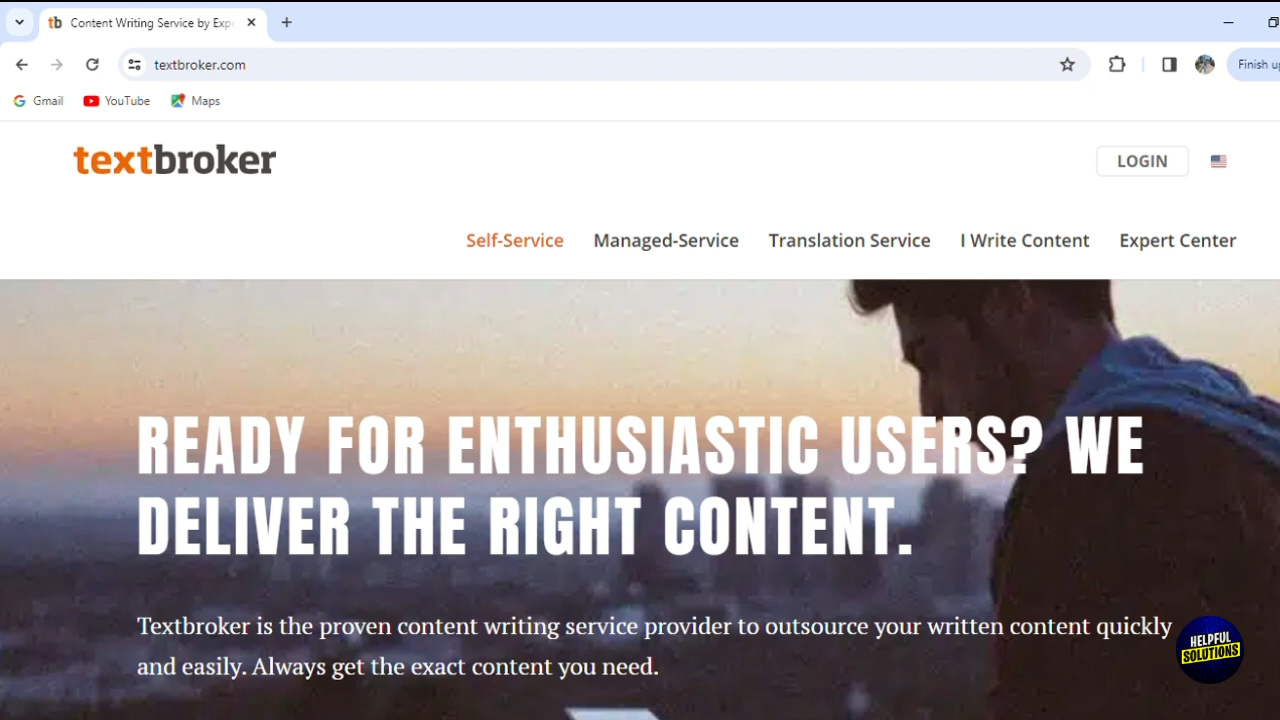 tb Content Writing Service by Exp
textbroker.com
Finish u
Gmail
YouTube
Maps
textbroker
LOGIN
Self-Service
Managed-Service
Translation Service
I Write Content
Expert Center
READY FOR ENTHUSIASTIC USERS? WE
DELIVER THE RIGHT CONTENT.
Textbroker is the proven content writing service provider to outsource your written content quickly
and easily. Always get the exact content you need.
HELPFUL
SOLUTIONS